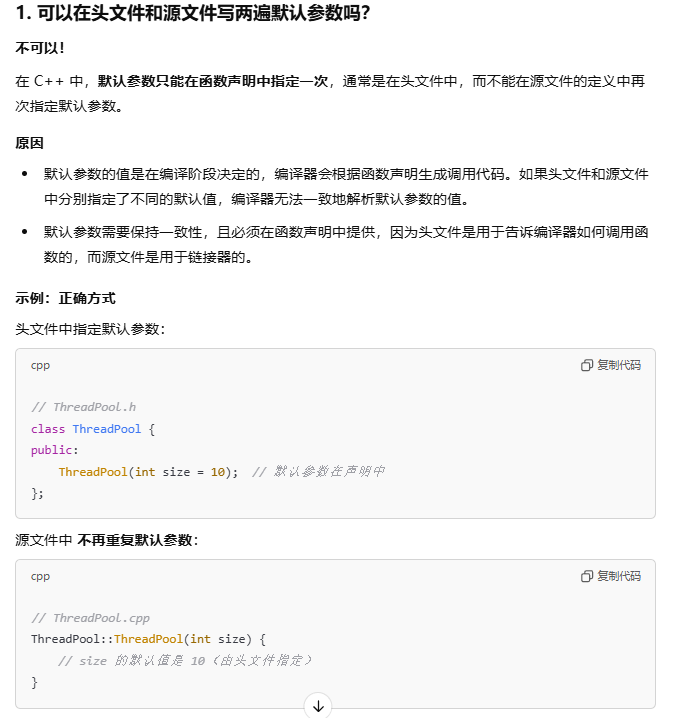 1. 可以在头文件和源文件写两遍默认参数吗？
不可以！
在 C++ 中，默认参数只能在函数声明中指定一次，通常是在头文件中，而不能在源文件的定义中再
次指定默认参数。
原因
• 默认参数的值是在编译阶段决定的，编译器会根据函数声明生成调用代码。如果头文件和源文件
中分别指定了不同的默认值，编译器无法一致地解析默认参数的值。
• 默认参数需要保持一致性，且必须在函数声明中提供，因为头文件是用于告诉编译器如何调用函
数的，而源文件是用于链接器的。
示例：正确方式
头文件中指定默认参数：
cpp 复制代码
// ThreadPool.h
class ThreadPool {
public:
    ThreadPool(int size = 10);  // 默认参数在声明中
};
源文件中 不再重复默认参数：
cpp 复制代码
// ThreadPool.cpp
ThreadPool::ThreadPool(int size) {
    // size 的默认值是 10（由头文件指定）
}